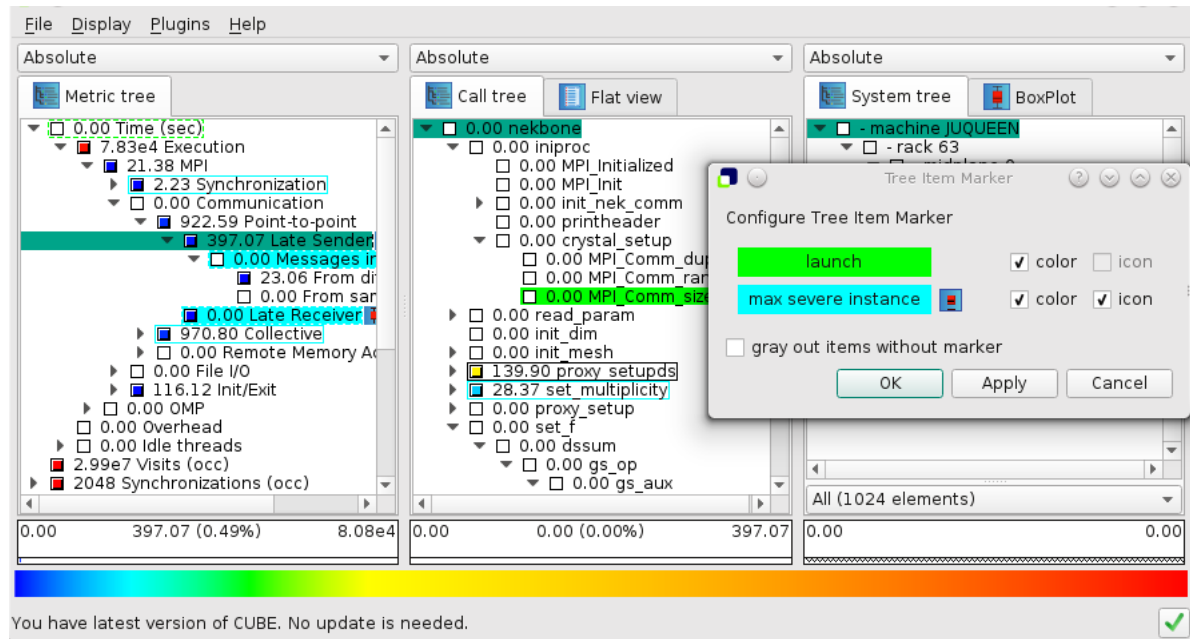 File Display Plugins Help
Absolute
Absolute
Absolute
Metric tree
Call tree
Flat view
System tree
BoxPlot
0.00 Time (sec)
7.83e4 Execution
21.38 MPI
2.23 Synchronization
0.00 Communication
922.59 Point-to-point
397.07 Late Sender
0.00 Messages in
23.06 From di
0.00 From sar
0.00 Late Receiver
970.80 Collective
0.00 Remote Memory Ac
0.00 File I/O
116.12 Init/Exit
0.00 OMP
0.00 Overhead
0.00 Idle threads
2.99e7 Visits (occ)
2048 Synchronizations (occ)
0.00 397.07 (0.49%) 8.08e4
0.00 nekbone
0.00 iniproc
0.00 MPI_Initialized
0.00 MPI_Init
0.00 init_nek_comm
0.00 printheader
0.00 crystal_setup
0.00 MPI_Comm_dup
0.00 MPI_Comm_ran
0.00 MPI_Comm_size
0.00 read_param
0.00 init_dim
0.00 init_mesh
139.90 proxy_setupds
28.37 set_multiplicity
0.00 proxy_setup
0.00 set_f
0.00 dssum
0.00 gs_op
0.00 gs_aux
0.00 0.00 (0.00%) 397.07
- machine JUQUEEN
- rack 63
Tree Item Marker
Configure Tree Item Marker
launch color icon
max severe instance color icon
gray out items without marker
OK Apply Cancel
All (1024 elements)
0.00 0.00
You have latest version of CUBE. No update is needed.